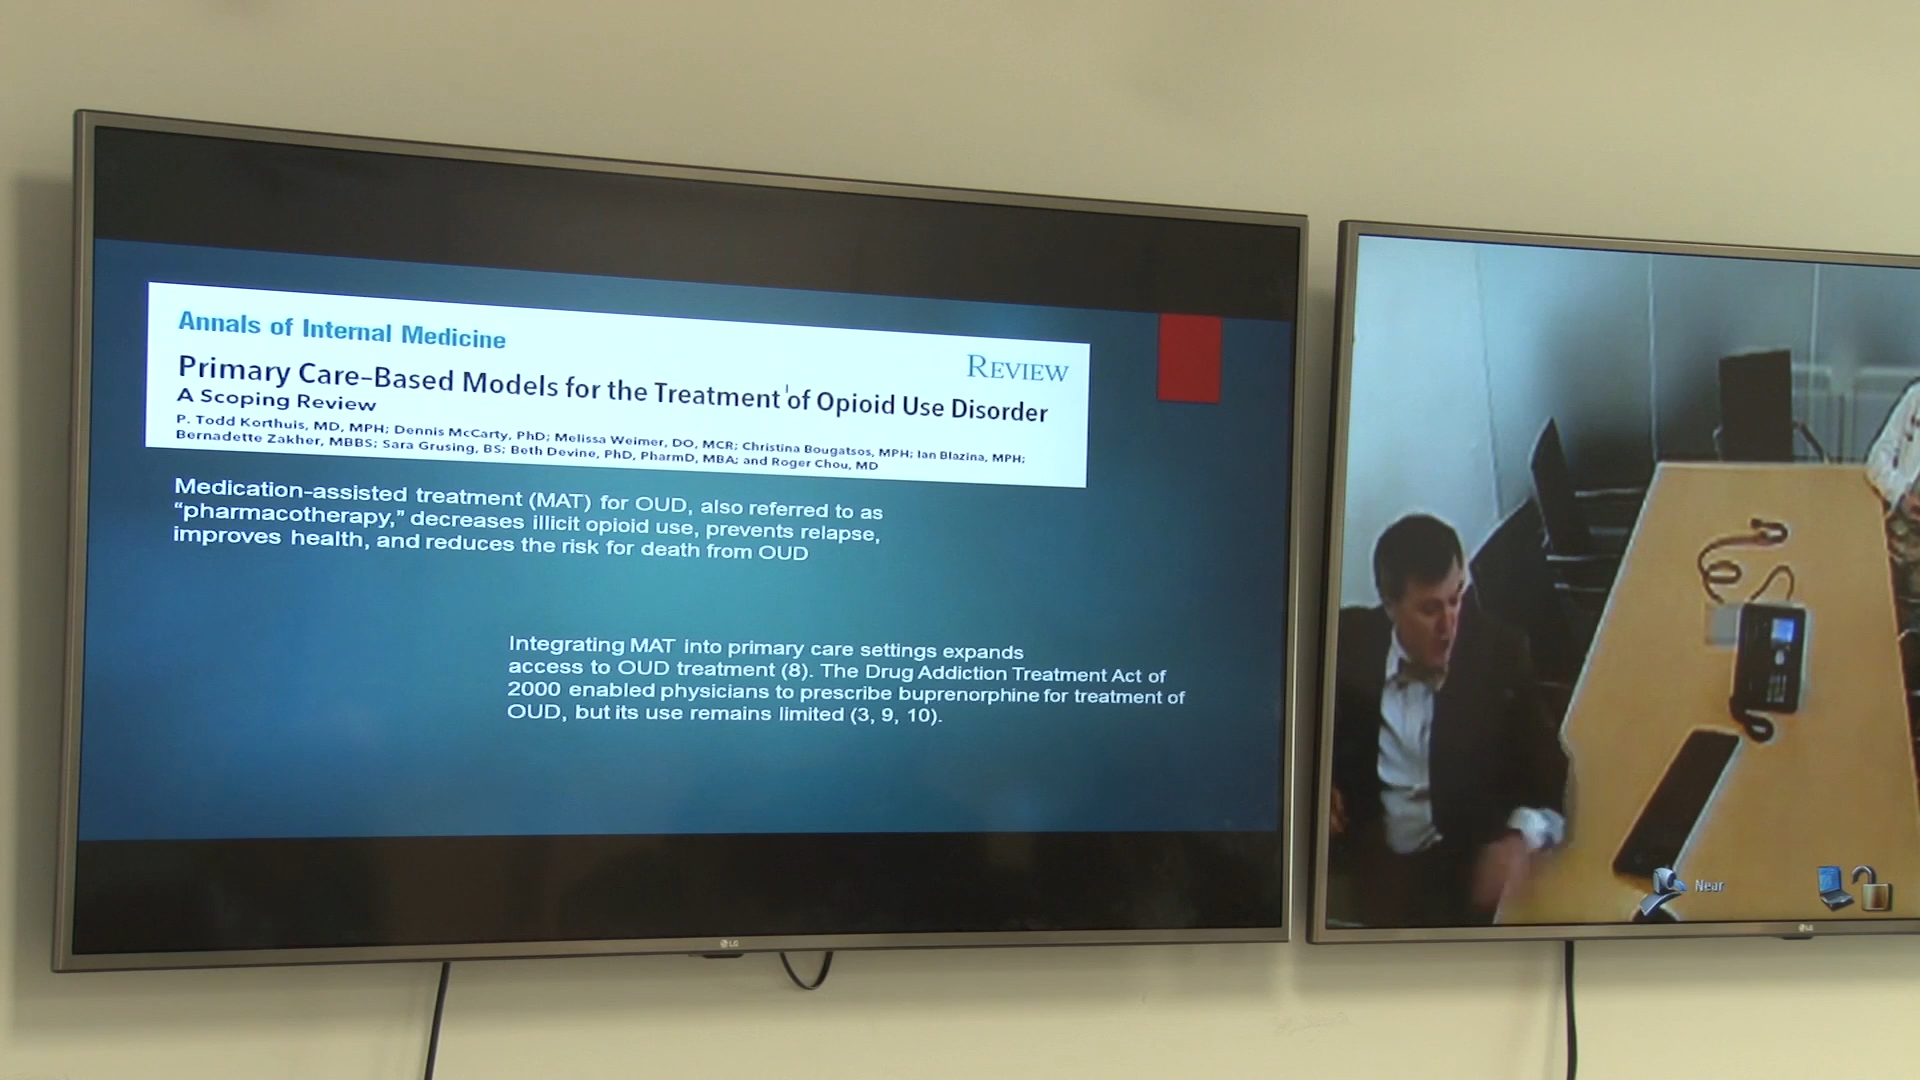 Annals of Internal Medicine
REVIEW
Primary Care–Based Models for the Treatment of Opioid Use Disorder
A Scoping Review
P. Todd Korthuis, MD, MPH; Dennis McCarty, PhD; Melissa Weimer, DO, MCR; Christina Bougatsos, MPH; Ian Blazina, MPH;
Bernadette Zakher, MBBS; Sara Grusing, BS; Beth Devine, PhD, PharmD, MBA; and Roger Chou, MD
Medication-assisted treatment (MAT) for OUD, also referred to as
“pharmacotherapy,” decreases illicit opioid use, prevents relapse,
improves health, and reduces the risk for death from OUD
Integrating MAT into primary care settings expands
access to OUD treatment (8). The Drug Addiction Treatment Act of
2000 enabled physicians to prescribe buprenorphine for treatment of
OUD, but its use remains limited (3, 9, 10).
LG
Near
LG